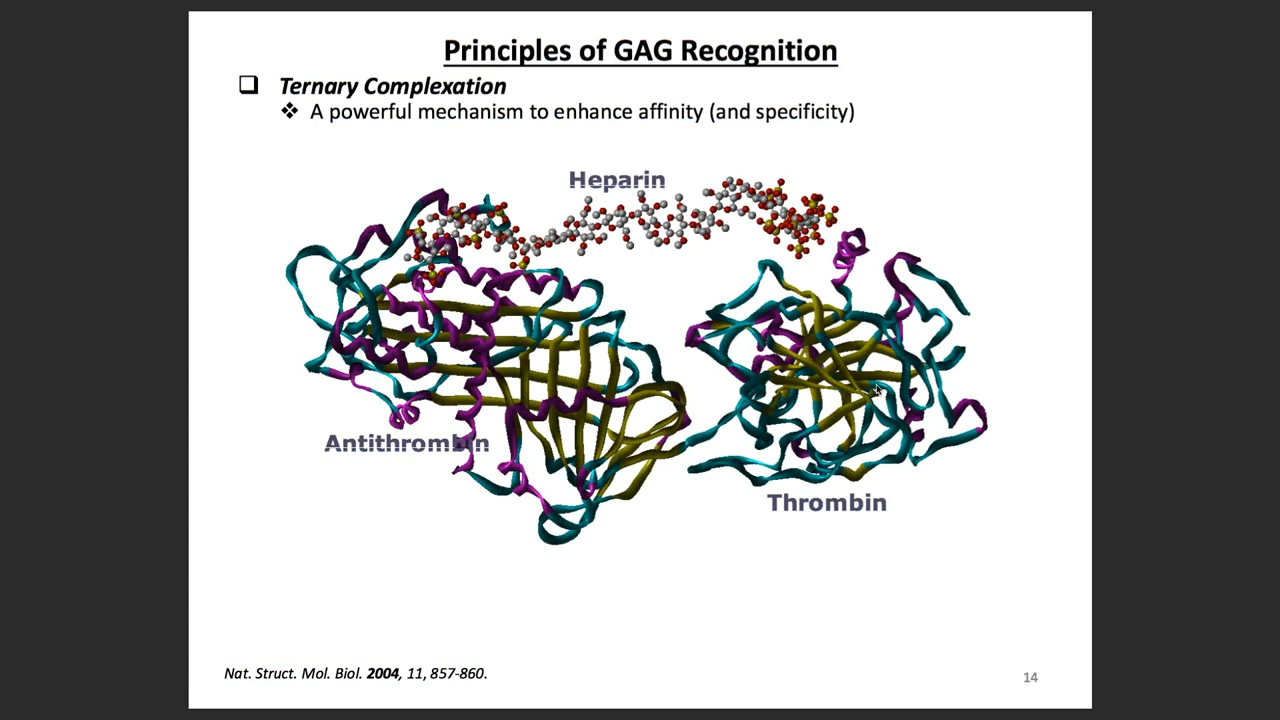 Principles of GAG Recognition
Ternary Complexation
A powerful mechanism to enhance affinity (and specificity)
Heparin
Antithrombin
Thrombin
Nat. Struct. Mol. Biol. 2004, 11, 857-860.
14